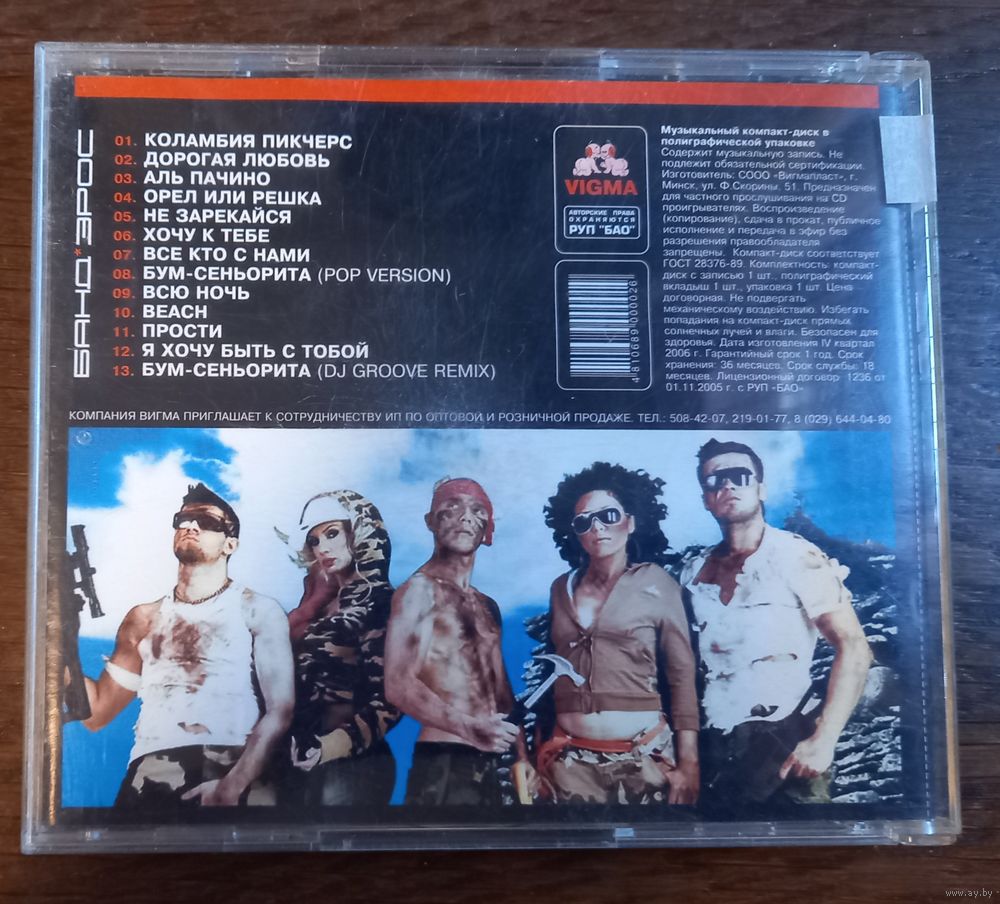 БАНД*ЭРОС
01. КОЛАМБИЯ ПИКЧЕРС
02. ДОРОГАЯ ЛЮБОВЬ
03. АЛЬ ПАЧИНО
04. ОРЕЛ ИЛИ РЕШКА
05. НЕ ЗАРЕКАЙСЯ
06. ХОЧУ К ТЕБЕ
07. ВСЕ КТО С НАМИ
08. БУМ-СЕНЬОРИТА (POP VERSION)
09. ВСЮ НОЧЬ
10. BEACH
11. ПРОСТИ
12. Я ХОЧУ БЫТЬ С ТОБОЙ
13. БУМ-СЕНЬОРИТА (DJ GROOVE REMIX)
VIGMA
АВТОРСКИЕ ПРАВА
ОХРАНЯЮТСЯ
РУП "БАО"
4 810689 000026
Музыкальный компакт-диск в
полиграфической упаковке
Содержит музыкальную запись. Не
подлежит обязательной сертификации.
Изготовитель: СООО «Вигмапласт», г.
Минск, ул. Ф.Скорины, 51. Предназначен
для частного прослушивания на CD
проигрывателях. Воспроизведение
(копирование), сдача в прокат, публичное
исполнение и передача в эфир без
разрешения правообладателя
запрещены. Компакт-диск соответствует
ГОСТ 28376-89. Комплектность: компакт-
диск с записью 1 шт., полиграфический
вкладыш 1 шт., упаковка 1 шт. Цена
договорная. Не подвергать
механическому воздействию. Избегать
попадания на компакт-диск прямых
солнечных лучей и влаги. Безопасен для
здоровья. Дата изготовления IV квартал
2006 г. Гарантийный срок 1 год. Срок
хранения: 36 месяцев. Срок службы: 18
месяцев. Лицензионный договор 1236 от
01.11.2005 г. с РУП «БАО»
КОМПАНИЯ ВИГМА ПРИГЛАШАЕТ К СОТРУДНИЧЕСТВУ ИП ПО ОПТОВОЙ И РОЗНИЧНОЙ ПРОДАЖЕ. ТЕЛ.: 508-42-07, 219-01-77, 8 (029) 644-04-80
www.ay.by